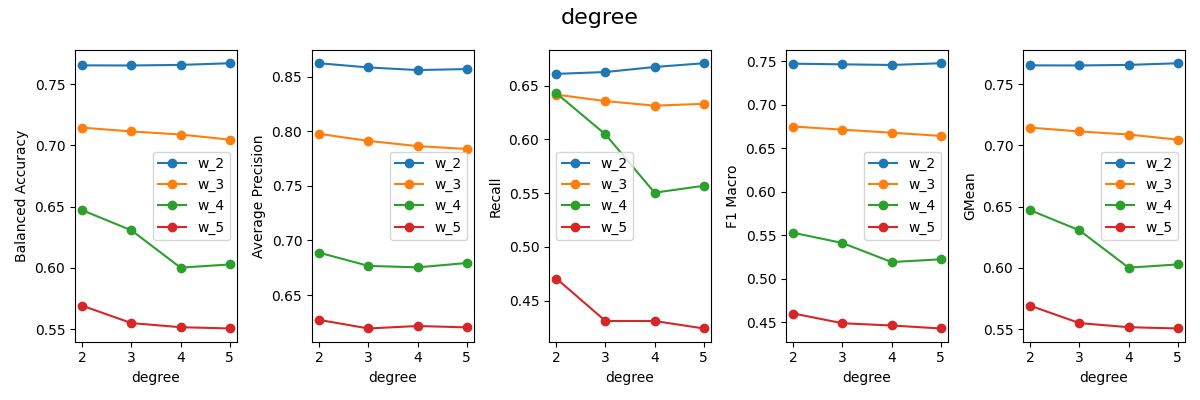 degree
Balanced Accuracy
0.75
0.70
0.65
0.60
0.55
w_2
w_3
w_4
w_5
2 3 4 5
degree
Average Precision
0.85
0.80
0.75
0.70
0.65
w_2
w_3
w_4
w_5
2 3 4 5
degree
Recall
0.65
0.60
0.55
0.50
0.45
w_2
w_3
w_4
w_5
2 3 4 5
degree
F1 Macro
0.75
0.70
0.65
0.60
0.55
0.50
0.45
w_2
w_3
w_4
w_5
2 3 4 5
degree
GMean
0.75
0.70
0.65
0.60
0.55
w_2
w_3
w_4
w_5
2 3 4 5
degree